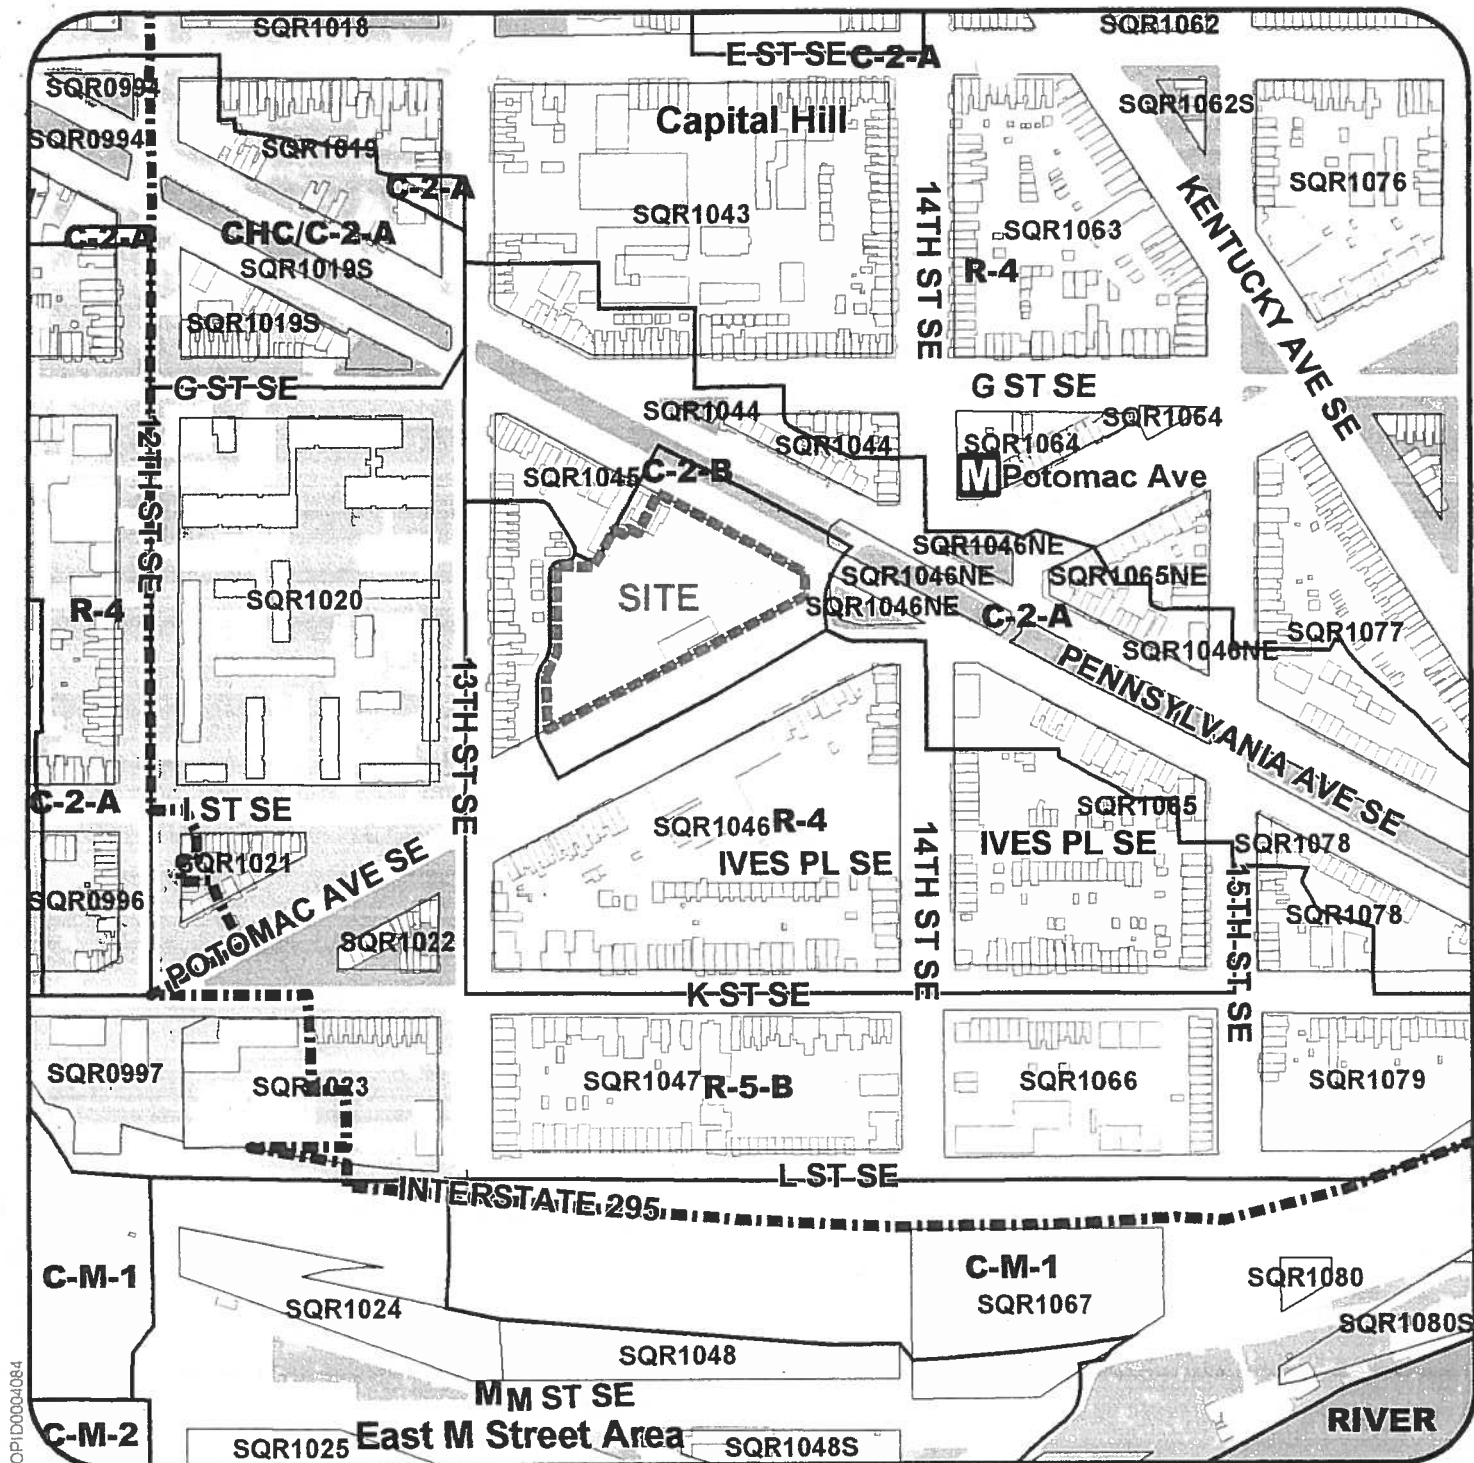 SQR1018
SQR1062
E ST SE C-2-A
SQR0994
SQR1062S
Capital Hill
SQR0994
SQR1019
SQR1076
C-2-A
14TH ST SE
KENTUCKY AVE SE
SQR1043
SQR1063
C-2-A
CHC/C-2-A
SQR1019S
R-4
SQR1019S
G ST SE
G ST SE
SQR1044
SQR1064
SQR1044
SQR1064
12TH ST SE
SQR1045
C-2-B
M Potomac Ave
SQR1046NE
SQR1046NE
SQR1065NE
SITE
SQR1020
SQR1046NE
R-4
C-2-A
SQR1077
SQR1046NE
PENNSYLVANIA AVE SE
13TH ST SE
C-2-A
I ST SE
SQR1065
SQR1046 R-4
IVES PL SE
SQR1078
SQR1021
IVES PL SE
14TH ST SE
15TH ST SE
POTOMAC AVE SE
SQR0996
SQR1078
SQR1022
K ST SE
SQR0997
SQR1023
SQR1047 R-5-B
SQR1066
SQR1079
L ST SE
INTERSTATE 295
C-M-1
C-M-1
SQR1080
SQR1024
SQR1067
SQR1080S
SQR1048
M M ST SE
RIVER
C-M-2
East M Street Area
SQR1025
SQR1048S
OPID0004084